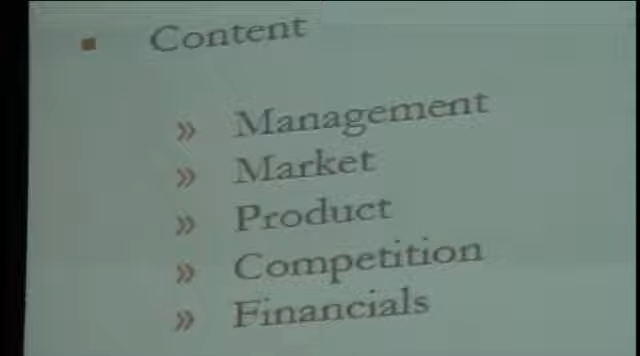 ■ Content
» Management
» Market
» Product
» Competition
» Financials